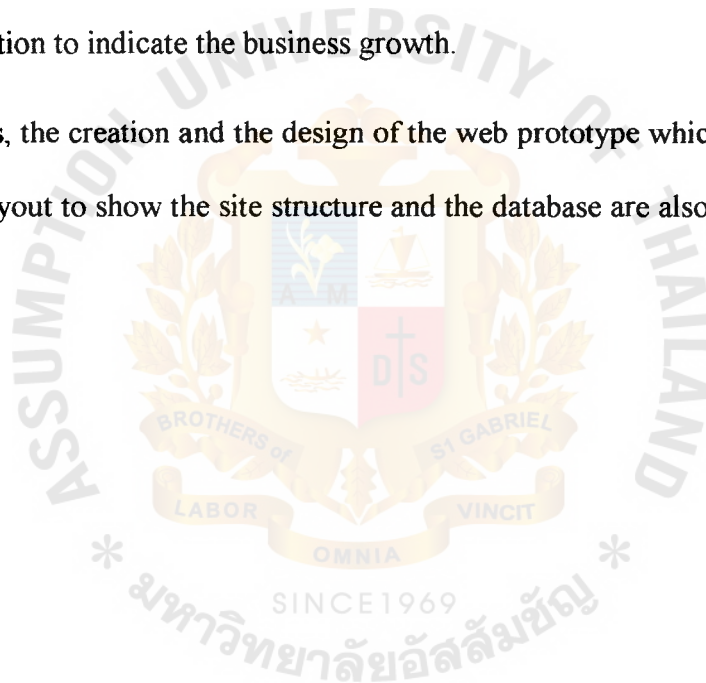 tion to indicate the business growth.
s, the creation and the design of the web prototype whic
yout to show the site structure and the database are also
ASSUMPTION UNIVERSITY OF THAILAND
A M
D S
BROTHERS of ST GABRIEL
LABOR VINCIT
OMNIA
SINCE1969
* มหาวิทยาลัยอัสสัมชัญ *